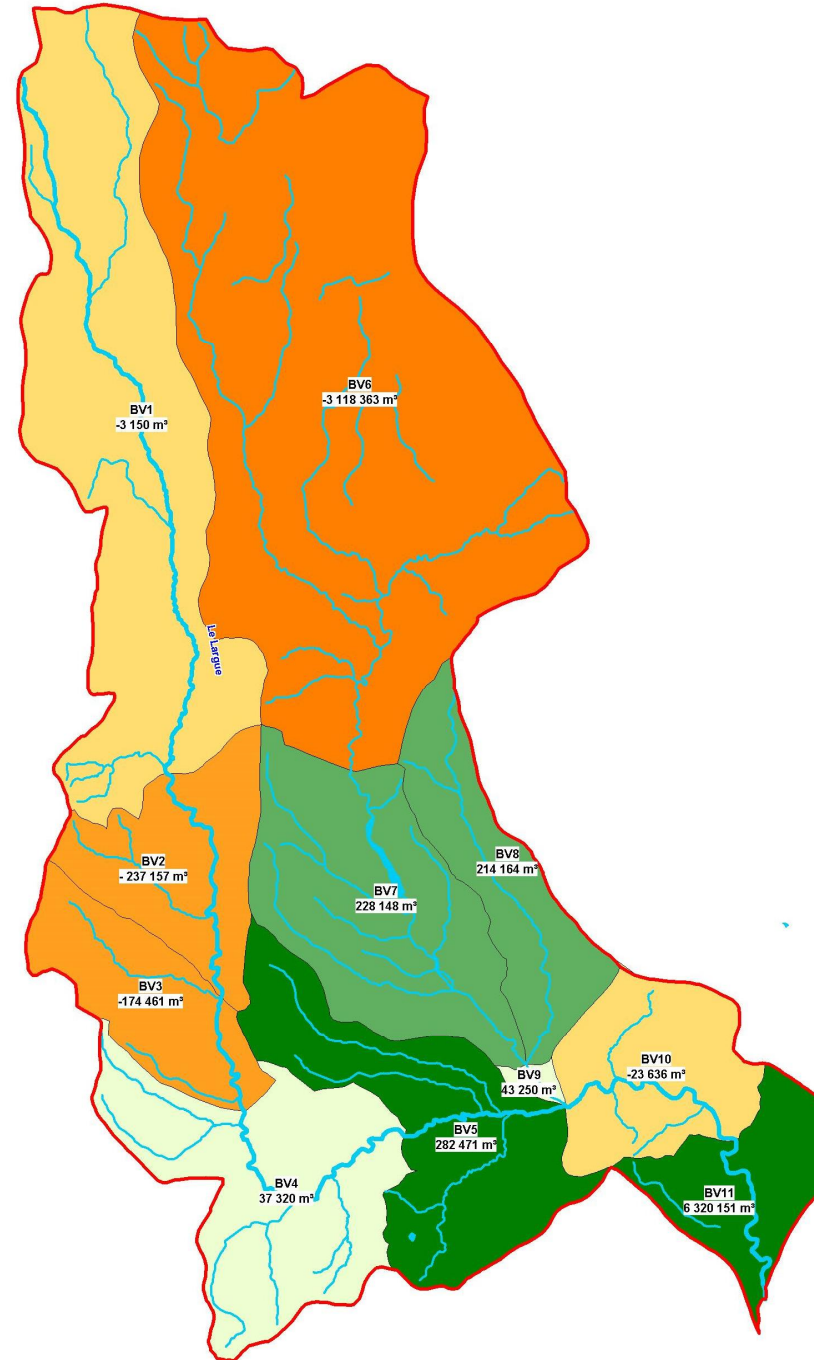 BV6
-3 118 363 m³
BV1
-3 150 m³
Le Largue
BV2
- 237 157 m³
BV8
214 164 m³
BV7
228 148 m³
BV3
-174 461 m³
BV10
-23 636 m³
BV9
43 250 m³
BV5
282 471 m³
BV4
37 320 m³
BV11
6 320 151 m³